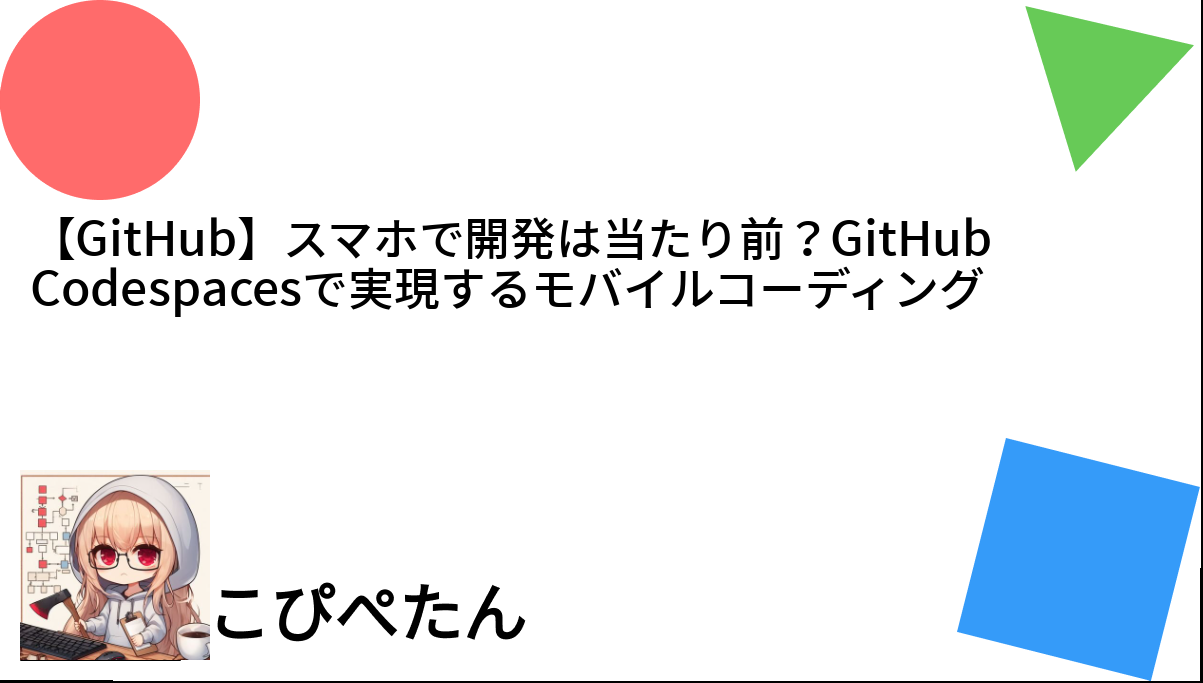 【GitHub】スマホで開発は当たり前？GitHub
Codespacesで実現するモバイルコーディング
こぴぺたん